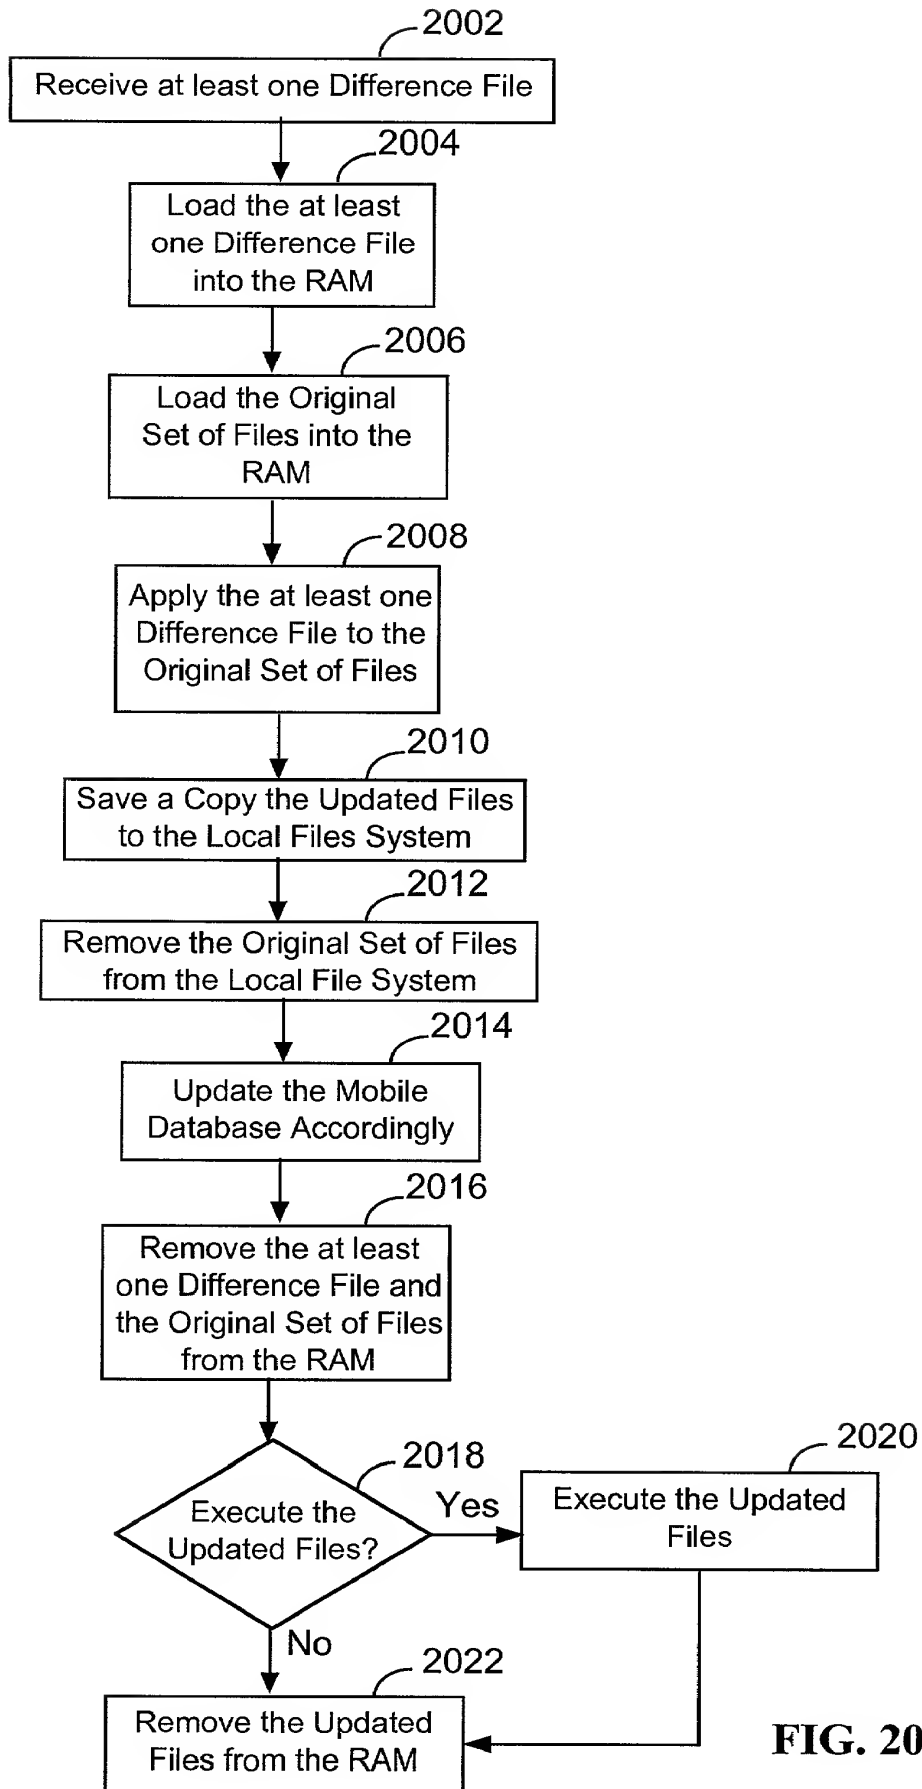 2002
Receive at least one Difference File
2004
Load the at least
one Difference File
into the RAM
2006
Load the Original
Set of Files into the
RAM
2008
Apply the at least one
Difference File to the
Original Set of Files
2010
Save a Copy the Updated Files
to the Local Files System
2012
Remove the Original Set of Files
from the Local File System
2014
Update the Mobile
Database Accordingly
2016
Remove the at least
one Difference File and
the Original Set of Files
from the RAM
2018
Execute the
Updated Files?
Yes
2020
Execute the Updated
Files
No
2022
Remove the Updated
Files from the RAM
FIG. 20